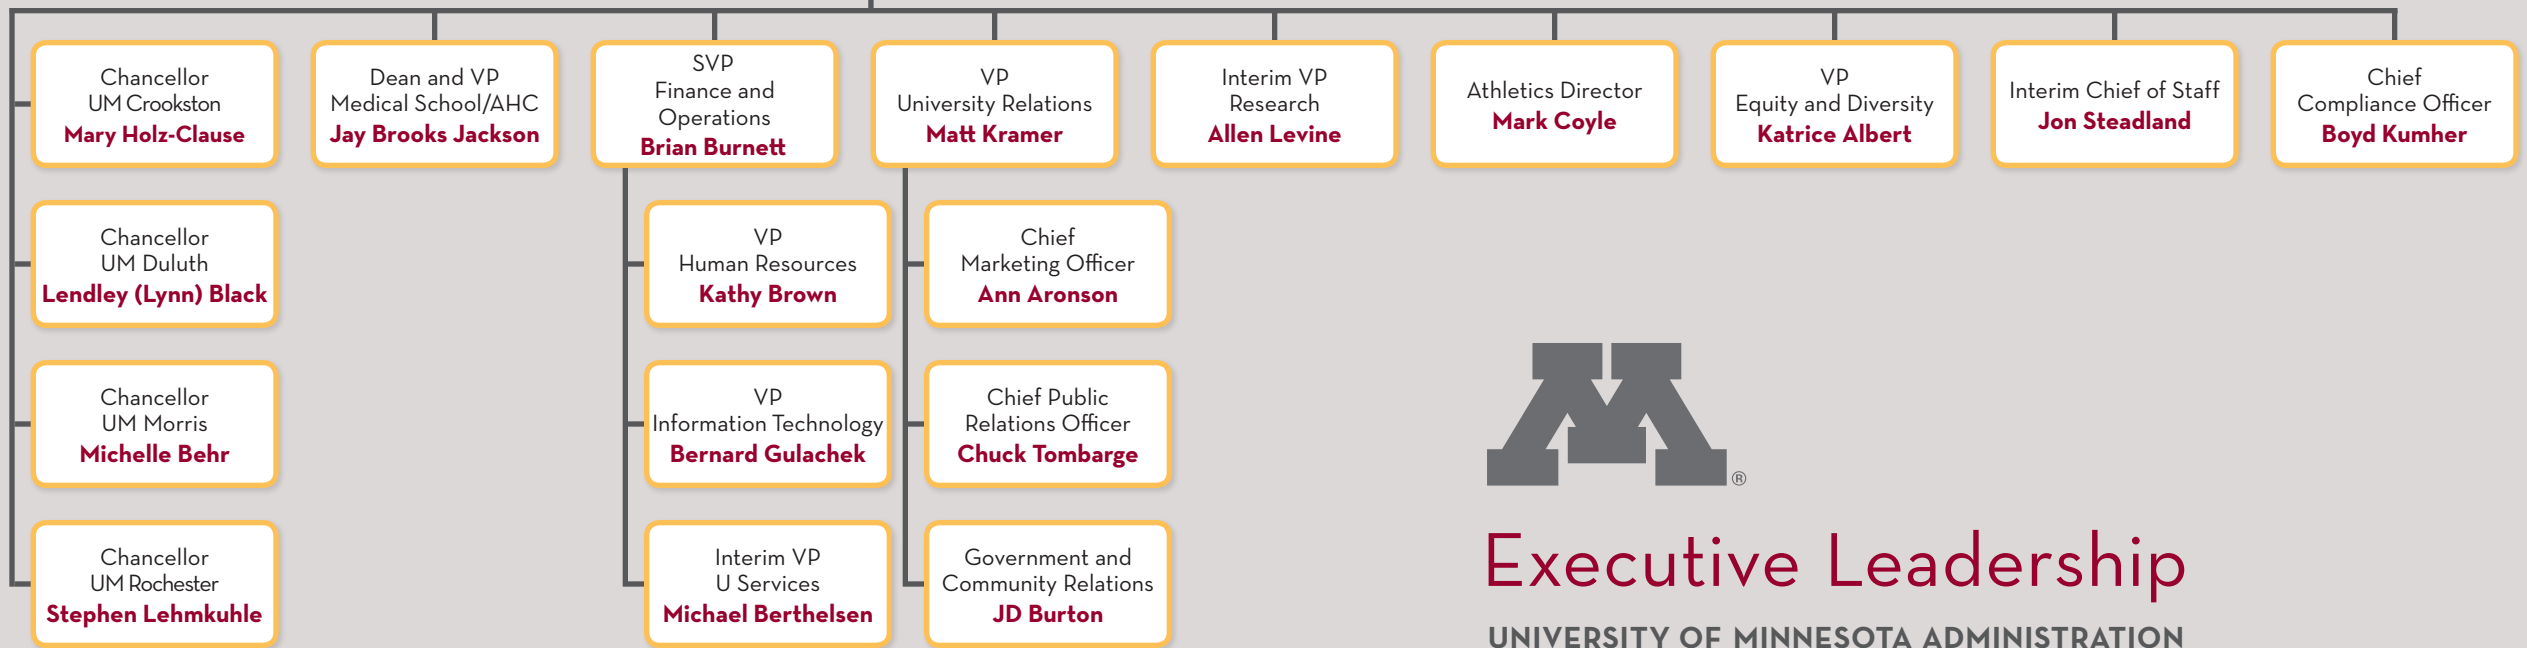 Chancellor
UM Crookston
Mary Holz-Clause
Dean and VP
Medical School/AHC
Jay Brooks Jackson
SVP
Finance and
Operations
Brian Burnett
VP
University Relations
Matt Kramer
Interim VP
Research
Allen Levine
Athletics Director
Mark Coyle
VP
Equity and Diversity
Katrice Albert
Interim Chief of Staff
Jon Steadland
Chief
Compliance Officer
Boyd Kumher
Chancellor
UM Duluth
Lendley (Lynn) Black
VP
Human Resources
Kathy Brown
Chief
Marketing Officer
Ann Aronson
Chancellor
UM Morris
Michelle Behr
VP
Information Technology
Bernard Gulachek
Chief Public
Relations Officer
Chuck Tombarge
Chancellor
UM Rochester
Stephen Lehmkuhle
Interim VP
U Services
Michael Berthelsen
Government and
Community Relations
JD Burton
M®
Executive Leadership
UNIVERSITY OF MINNESOTA ADMINISTRATION